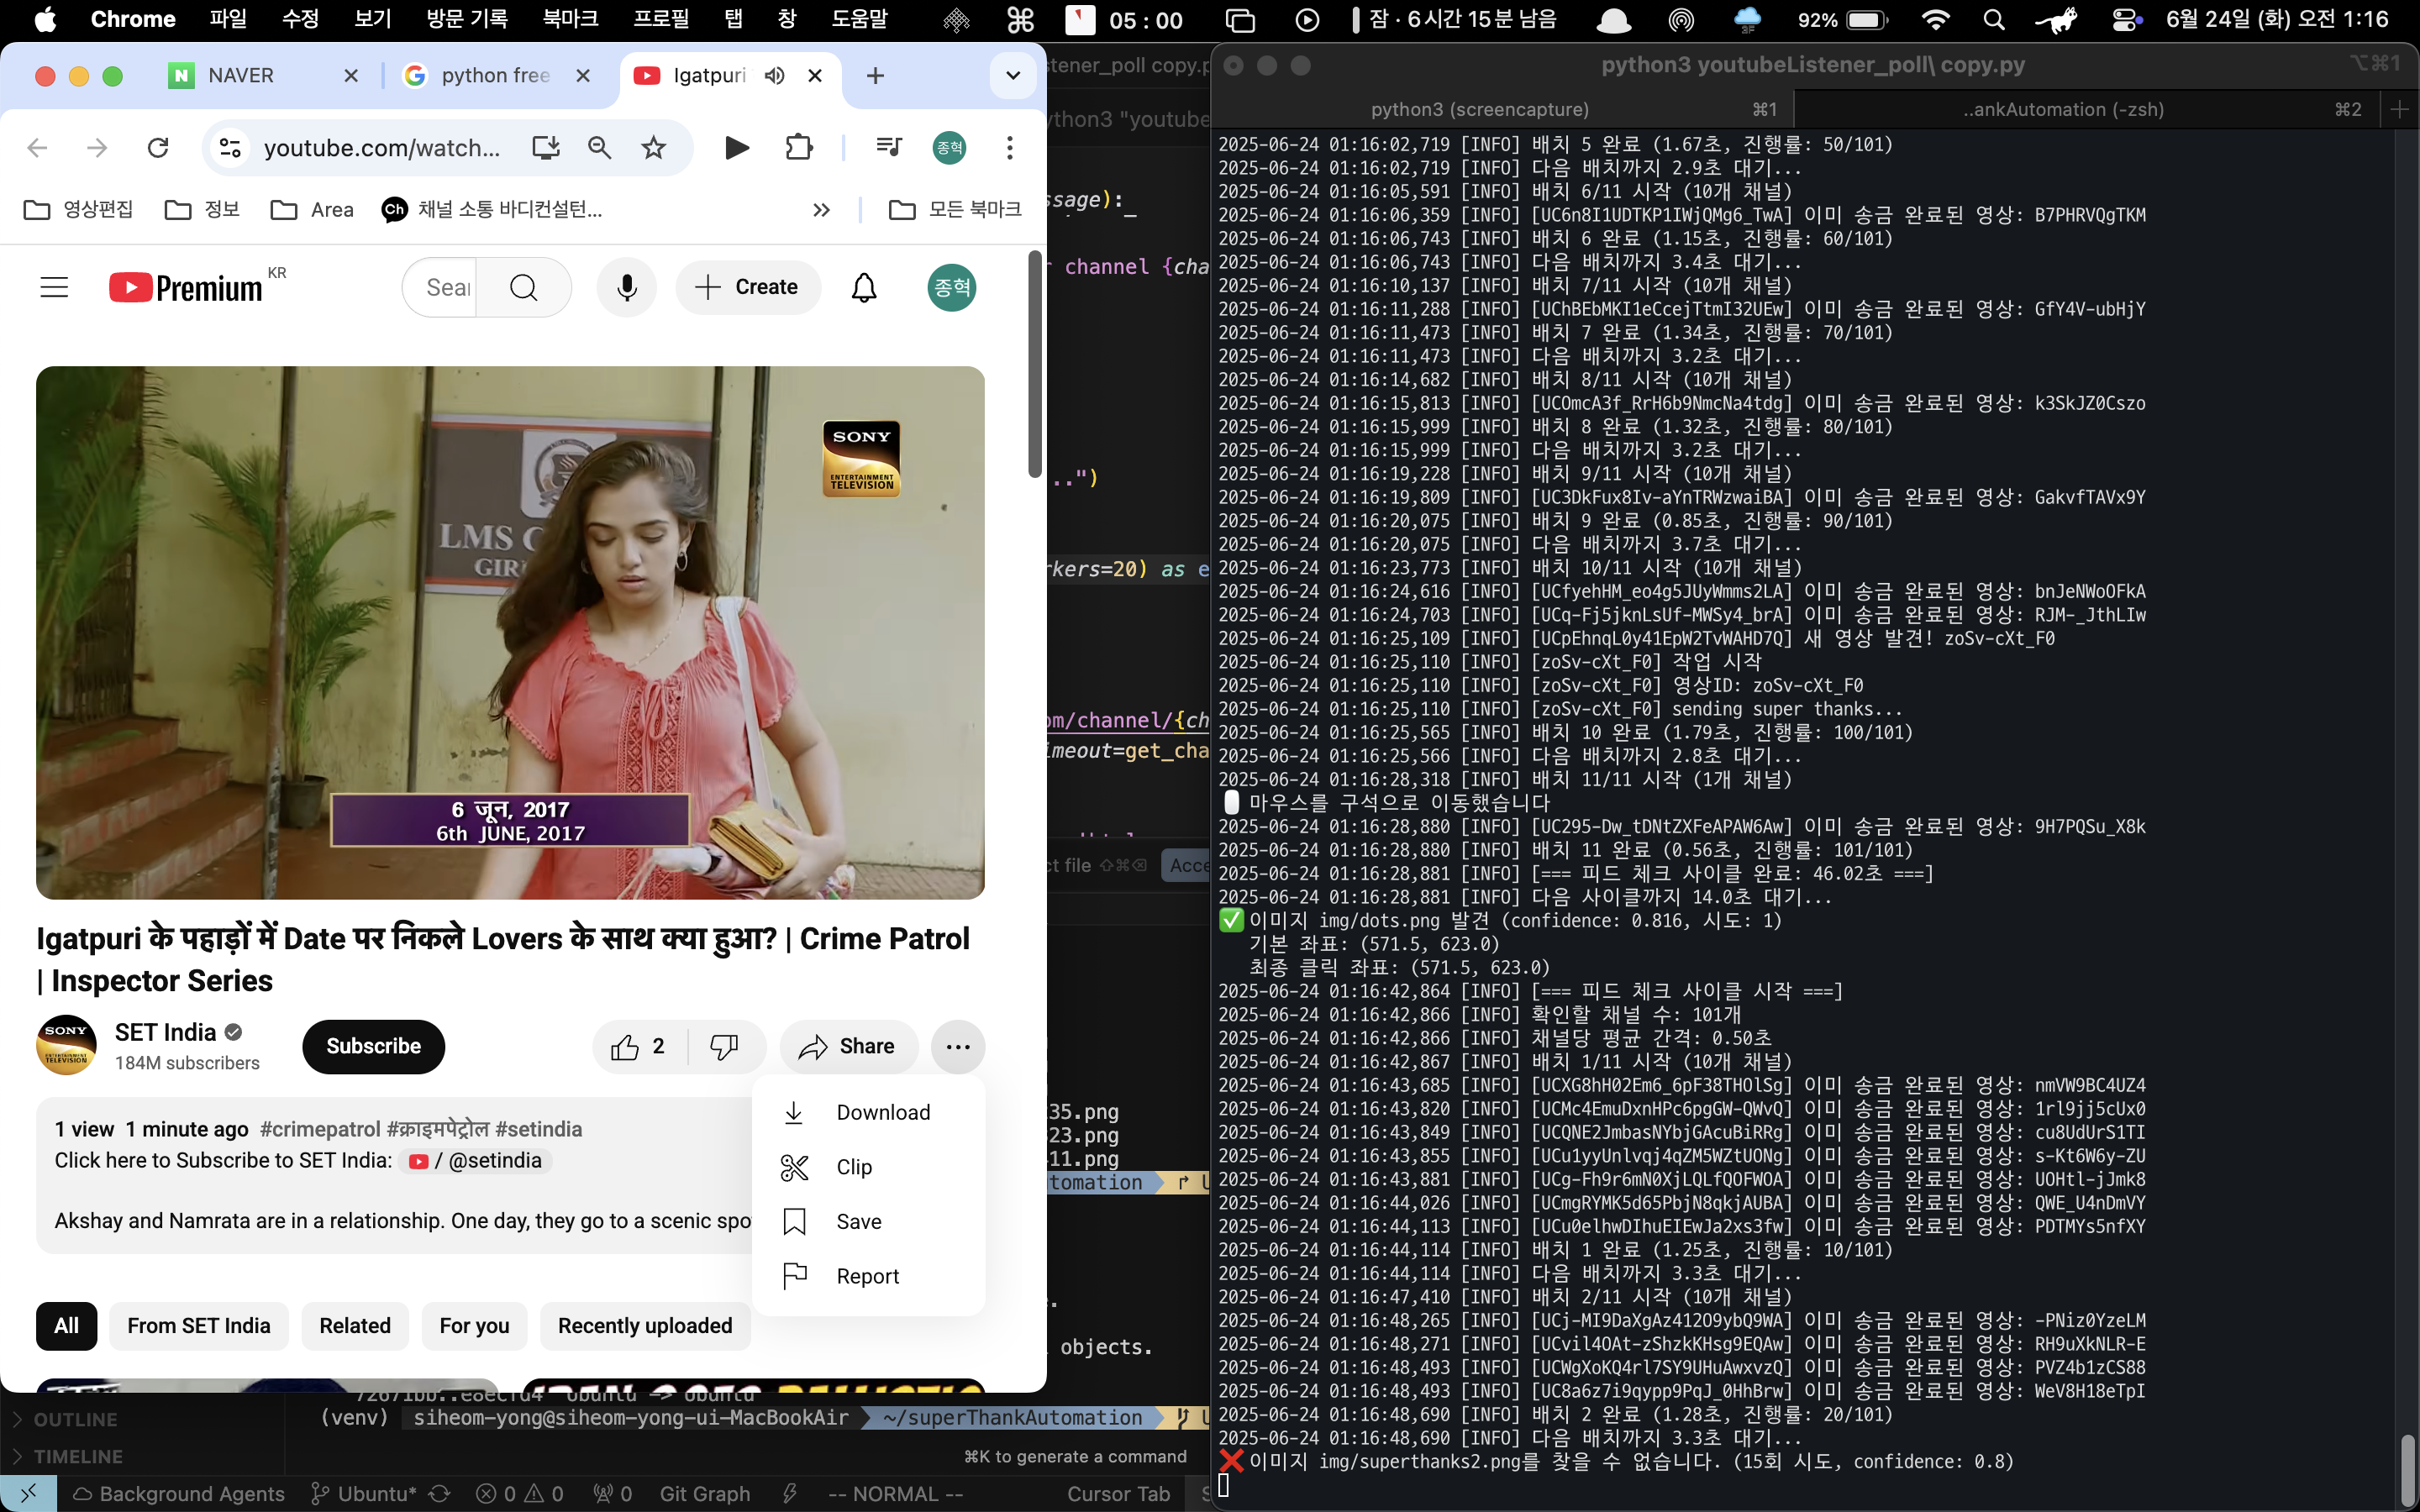 Chrome 파일 수정 보기 방문 기록 북마크 프로필 탭 창 도움말 05 : 00 잠 · 6시간 15분 남음 3F 92% 6월 24일 (화) 오전 1:16
NAVER
python free
Igatpuri
youtube.com/watch...
종혁
영상편집 정보 Area 채널 소통 바디컨설턴... 모든 북마크
Premium KR
Sear
Create
종혁
SONY
ENTERTAINMENT
TELEVISION
LMS C
GIR
6 जून, 2017
6th JUNE, 2017
Igatpuri के पहाड़ों में Date पर निकले Lovers के साथ क्या हुआ? | Crime Patrol
| Inspector Series
SET India
184M subscribers
Subscribe
2
Share
Download
Clip
Save
Report
1 view 1 minute ago #crimepatrol #क्राइमपेट्रोल #setindia
Click here to Subscribe to SET India: / @setindia
Akshay and Namrata are in a relationship. One day, they go to a scenic spo
All From SET India Related For you Recently uploaded
stener_poll copy.p
ython3 "youtube
ssage):
r channel {cha
..")
rkers=20) as e
om/channel/{ch
imeout=get_cha
ct file Acce
35.png
23.png
11.png
tomation
objects.
OUTLINE
(venv) siheom-yong@siheom-yong-ui-MacBookAir ~/superThankAutomation
TIMELINE
⌘K to generate a command
Background Agents Ubuntu* 0 0 0 Git Graph -- NORMAL -- Cursor Tab
python3 youtubeListener_poll\ copy.py ⌥⌘1
python3 (screencapture) ⌘1 ..ankAutomation (-zsh) ⌘2
2025-06-24 01:16:02,719 [INFO] 배치 5 완료 (1.67초, 진행률: 50/101)
2025-06-24 01:16:02,719 [INFO] 다음 배치까지 2.9초 대기...
2025-06-24 01:16:05,591 [INFO] 배치 6/11 시작 (10개 채널)
2025-06-24 01:16:06,359 [INFO] [UC6n8I1UDTKP1IWjQMg6_TwA] 이미 송금 완료된 영상: B7PHRVQgTKM
2025-06-24 01:16:06,743 [INFO] 배치 6 완료 (1.15초, 진행률: 60/101)
2025-06-24 01:16:06,743 [INFO] 다음 배치까지 3.4초 대기...
2025-06-24 01:16:10,137 [INFO] 배치 7/11 시작 (10개 채널)
2025-06-24 01:16:11,288 [INFO] [UChBEbMKI1eCcejTtmI32UEw] 이미 송금 완료된 영상: GfY4V-ubHjY
2025-06-24 01:16:11,473 [INFO] 배치 7 완료 (1.34초, 진행률: 70/101)
2025-06-24 01:16:11,473 [INFO] 다음 배치까지 3.2초 대기...
2025-06-24 01:16:14,682 [INFO] 배치 8/11 시작 (10개 채널)
2025-06-24 01:16:15,813 [INFO] [UCOmcA3f_RrH6b9NmcNa4tdg] 이미 송금 완료된 영상: k3SkJZ0Cszo
2025-06-24 01:16:15,999 [INFO] 배치 8 완료 (1.32초, 진행률: 80/101)
2025-06-24 01:16:15,999 [INFO] 다음 배치까지 3.2초 대기...
2025-06-24 01:16:19,228 [INFO] 배치 9/11 시작 (10개 채널)
2025-06-24 01:16:19,809 [INFO] [UC3DkFux8Iv-aYnTRWzwaiBA] 이미 송금 완료된 영상: GakvfTAVx9Y
2025-06-24 01:16:20,075 [INFO] 배치 9 완료 (0.85초, 진행률: 90/101)
2025-06-24 01:16:20,075 [INFO] 다음 배치까지 3.7초 대기...
2025-06-24 01:16:23,773 [INFO] 배치 10/11 시작 (10개 채널)
2025-06-24 01:16:24,616 [INFO] [UCfyehHM_eo4g5JUyWmms2LA] 이미 송금 완료된 영상: bnJeNWoOFkA
2025-06-24 01:16:24,703 [INFO] [UCq-Fj5jknLsUf-MWSy4_brA] 이미 송금 완료된 영상: RJM-_JthLIw
2025-06-24 01:16:25,109 [INFO] [UCpEhnqL0y41EpW2TvWAHD7Q] 새 영상 발견! zoSv-cXt_F0
2025-06-24 01:16:25,110 [INFO] [zoSv-cXt_F0] 작업 시작
2025-06-24 01:16:25,110 [INFO] [zoSv-cXt_F0] 영상ID: zoSv-cXt_F0
2025-06-24 01:16:25,110 [INFO] [zoSv-cXt_F0] sending super thanks...
2025-06-24 01:16:25,565 [INFO] 배치 10 완료 (1.79초, 진행률: 100/101)
2025-06-24 01:16:25,566 [INFO] 다음 배치까지 2.8초 대기...
2025-06-24 01:16:28,318 [INFO] 배치 11/11 시작 (1개 채널)
마우스를 구석으로 이동했습니다
2025-06-24 01:16:28,880 [INFO] [UC295-Dw_tDNtZXFeAPAW6Aw] 이미 송금 완료된 영상: 9H7PQSu_X8k
2025-06-24 01:16:28,880 [INFO] 배치 11 완료 (0.56초, 진행률: 101/101)
2025-06-24 01:16:28,881 [INFO] [=== 피드 체크 사이클 완료: 46.02초 ===]
2025-06-24 01:16:28,881 [INFO] 다음 사이클까지 14.0초 대기...
✅ 이미지 img/dots.png 발견 (confidence: 0.816, 시도: 1)
기본 좌표: (571.5, 623.0)
최종 클릭 좌표: (571.5, 623.0)
2025-06-24 01:16:42,864 [INFO] [=== 피드 체크 사이클 시작 ===]
2025-06-24 01:16:42,866 [INFO] 확인할 채널 수: 101개
2025-06-24 01:16:42,866 [INFO] 채널당 평균 간격: 0.50초
2025-06-24 01:16:42,867 [INFO] 배치 1/11 시작 (10개 채널)
2025-06-24 01:16:43,685 [INFO] [UCXG8hH02Em6_6pF38THOlSg] 이미 송금 완료된 영상: nmVW9BC4UZ4
2025-06-24 01:16:43,820 [INFO] [UCMc4EmuDxnHPc6pgGW-QWvQ] 이미 송금 완료된 영상: 1rl9jj5cUx0
2025-06-24 01:16:43,849 [INFO] [UCQNE2JmbasNYbjGAcuBiRRg] 이미 송금 완료된 영상: cu8UdUrS1TI
2025-06-24 01:16:43,855 [INFO] [UCu1yyUnlvqj4qZM5WZtUONg] 이미 송금 완료된 영상: s-Kt6W6y-ZU
2025-06-24 01:16:43,881 [INFO] [UCg-Fh9r6mN0XjLQLfQOFWOA] 이미 송금 완료된 영상: UOHtl-jJmk8
2025-06-24 01:16:44,026 [INFO] [UCmgRYMK5d65PbjN8qkjAUBA] 이미 송금 완료된 영상: QWE_U4nDmVY
2025-06-24 01:16:44,113 [INFO] [UCu0elhwDIhuEIEwJa2xs3fw] 이미 송금 완료된 영상: PDTMYs5nfXY
2025-06-24 01:16:44,114 [INFO] 배치 1 완료 (1.25초, 진행률: 10/101)
2025-06-24 01:16:44,114 [INFO] 다음 배치까지 3.3초 대기...
2025-06-24 01:16:47,410 [INFO] 배치 2/11 시작 (10개 채널)
2025-06-24 01:16:48,265 [INFO] [UCj-MI9DaXgAz412O9ybQ9WA] 이미 송금 완료된 영상: -PNiz0YzeLM
2025-06-24 01:16:48,271 [INFO] [UCvil4OAt-zShzkKHsg9EQAw] 이미 송금 완료된 영상: RH9uXkNLR-E
2025-06-24 01:16:48,493 [INFO] [UCWgXoKQ4rl7SY9UHuAwxvzQ] 이미 송금 완료된 영상: PVZ4b1zCS88
2025-06-24 01:16:48,493 [INFO] [UC8a6z7i9qypp9PqJ_0HhBrw] 이미 송금 완료된 영상: WeV8H18eTpI
2025-06-24 01:16:48,690 [INFO] 배치 2 완료 (1.28초, 진행률: 20/101)
2025-06-24 01:16:48,690 [INFO] 다음 배치까지 3.3초 대기...
❌ 이미지 img/superthanks2.png를 찾을 수 없습니다. (15회 시도, confidence: 0.8)